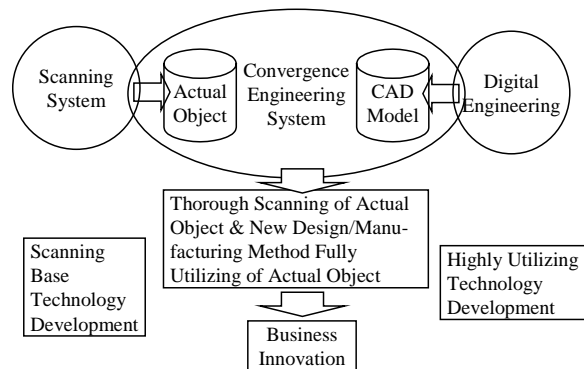 Scanning
System
Actual
Object
Convergence
Engineering
System
CAD
Model
Digital
Engineering
Thorough Scanning of Actual
Object & New Design/Manu-
facturing Method Fully
Utilizing of Actual Object
Scanning
Base
Technology
Development
Highly Utilizing
Technology
Development
Business
Innovation